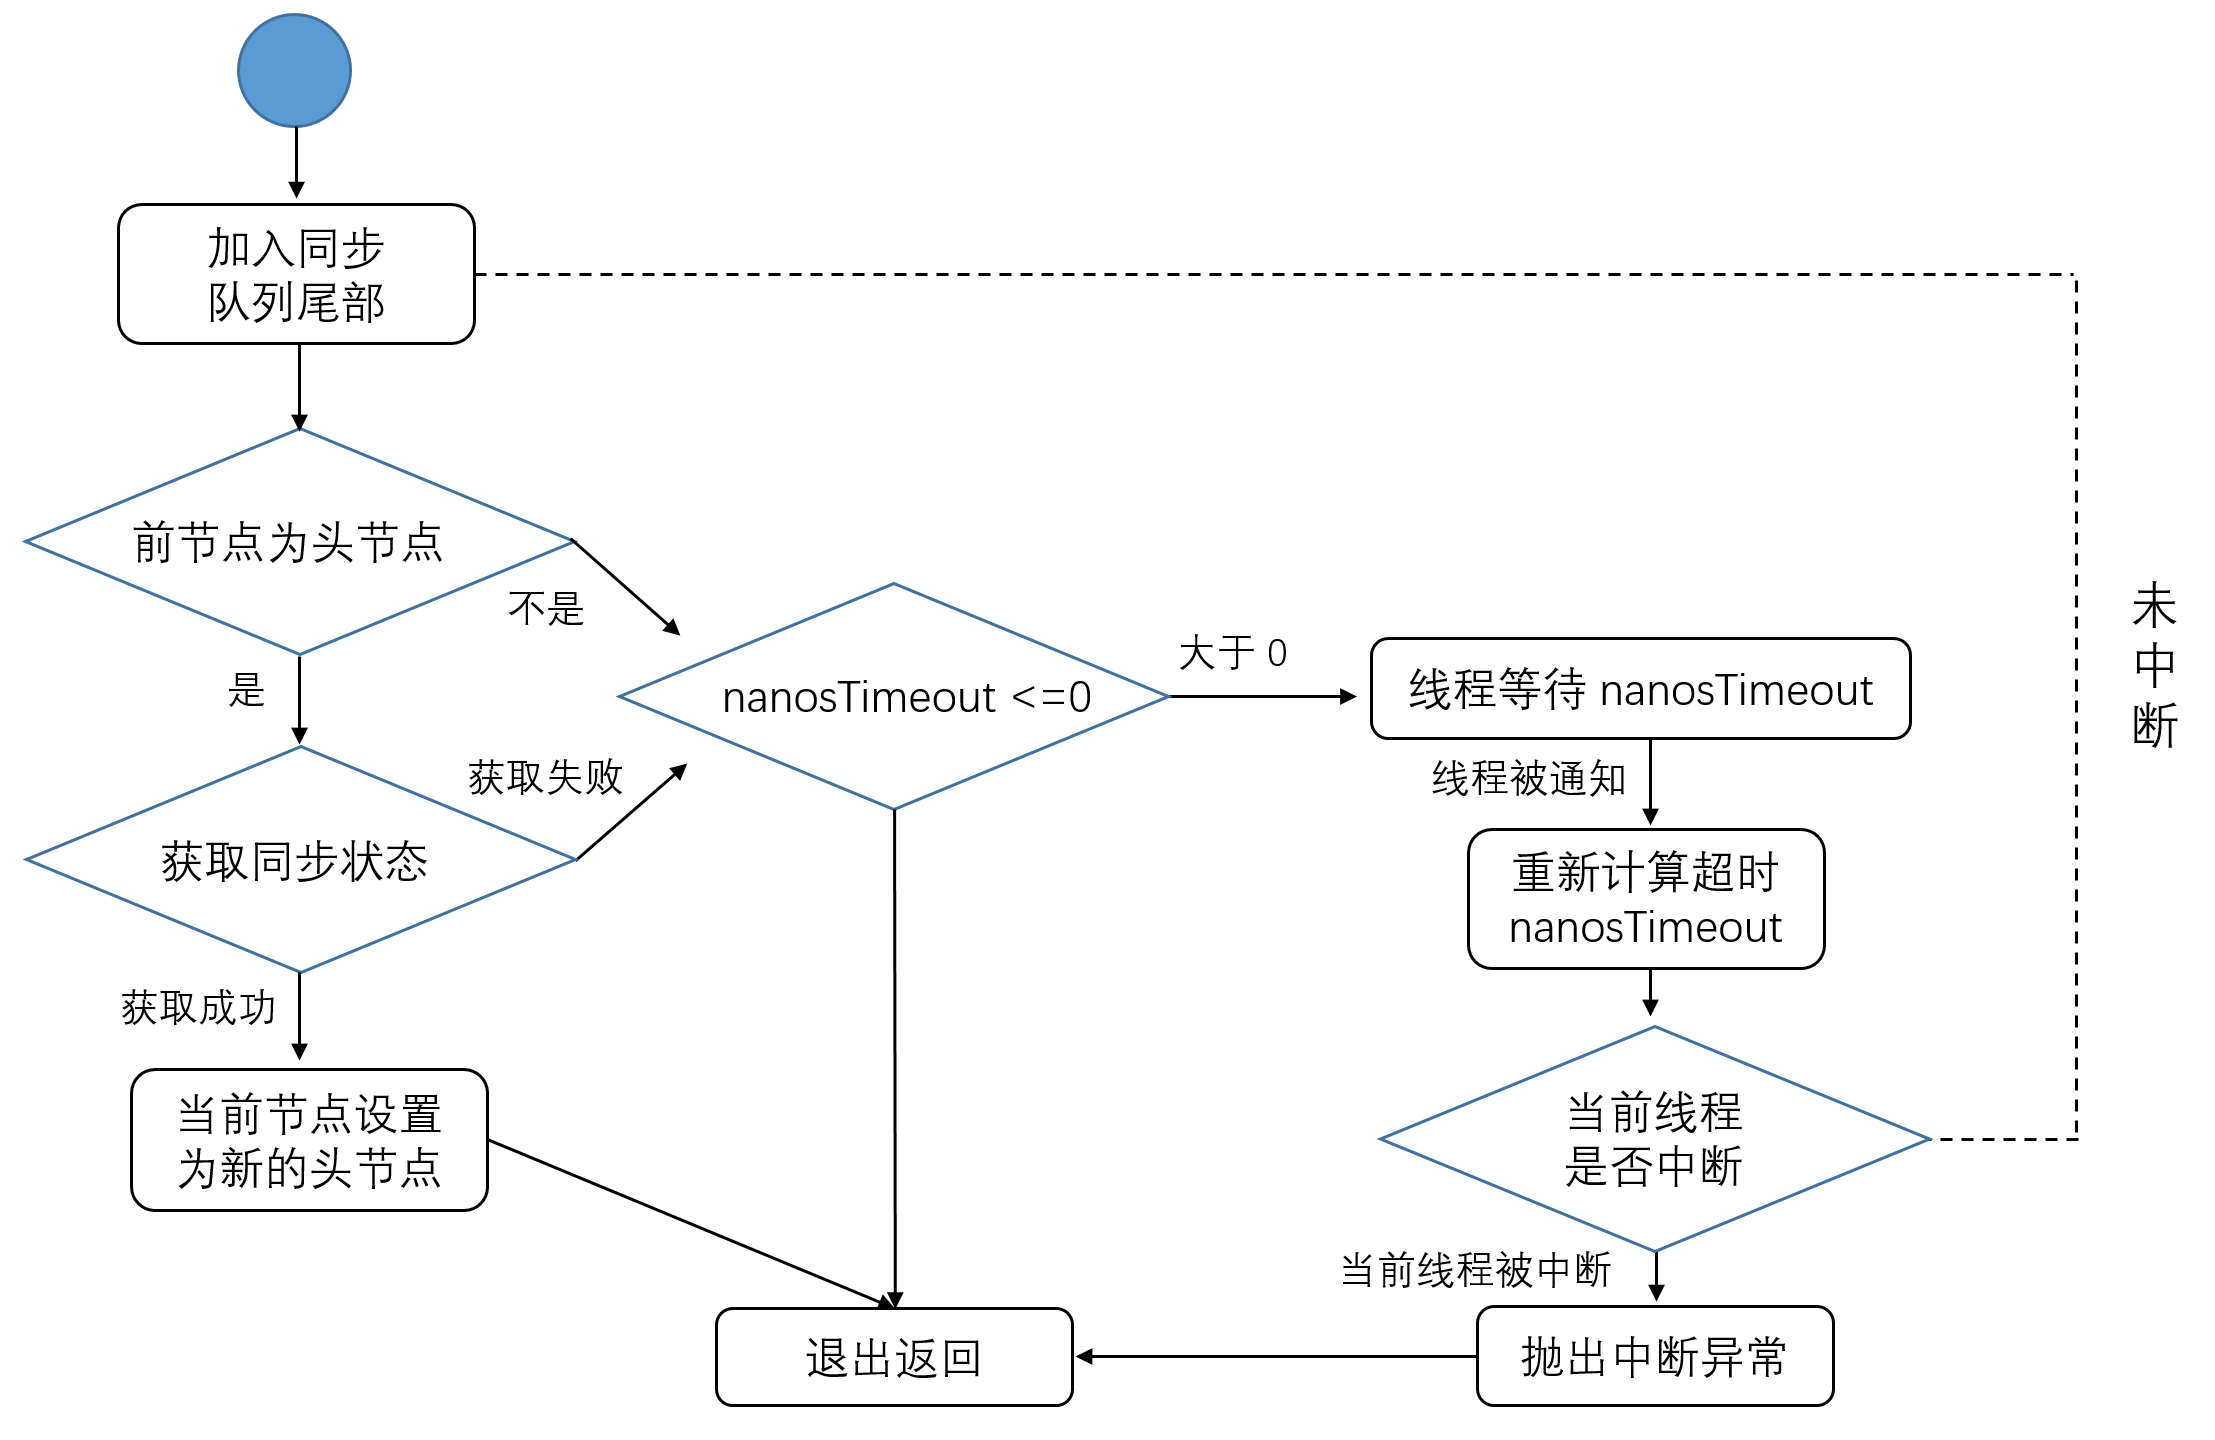 加入同步
队列尾部
前节点为头节点
不是
是
获取同步状态
获取失败
获取成功
当前节点设置
为新的头节点
nanosTimeout <=0
大于 0
线程等待 nanosTimeout
线程被通知
重新计算超时
nanosTimeout
当前线程
是否中断
未
中
断
当前线程被中断
抛出中断异常
退出返回